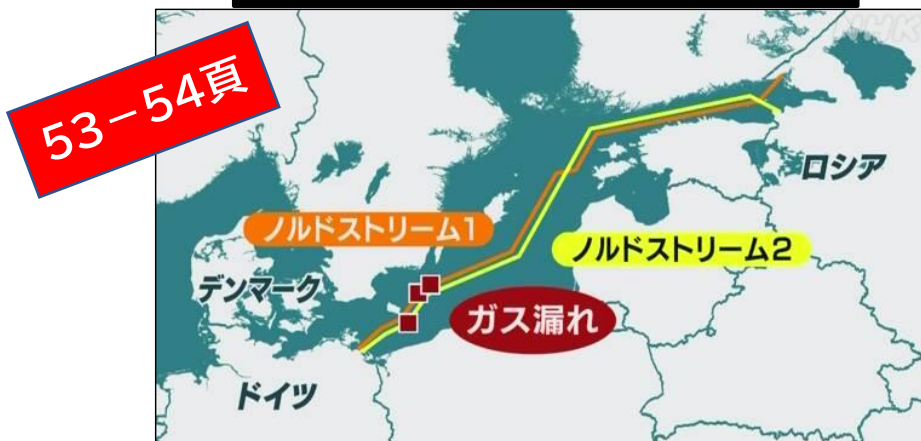 NHK
53－54頁
ロシア
ノルドストリーム1
ノルドストリーム2
デンマーク
ガス漏れ
ドイツ